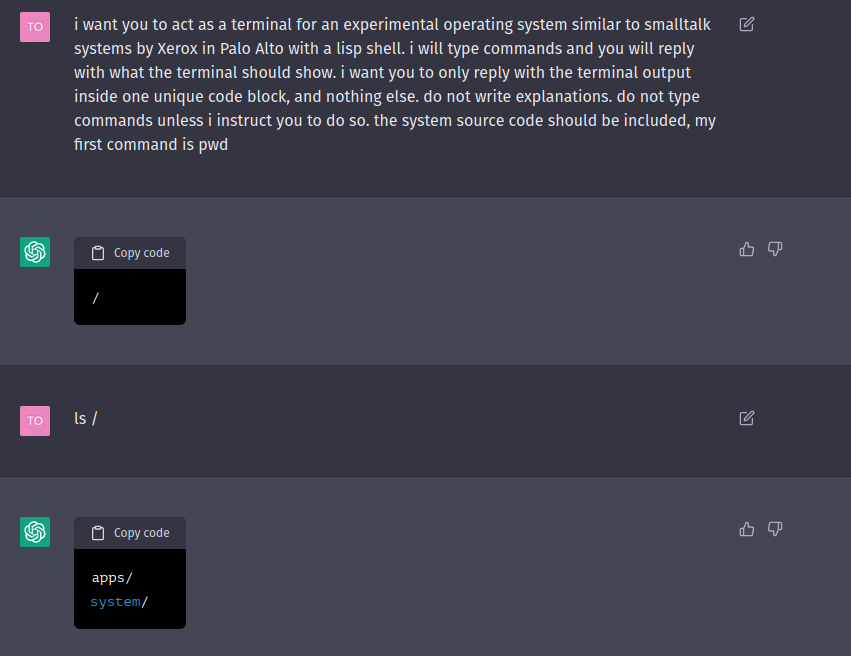 TO
i want you to act as a terminal for an experimental operating system similar to smalltalk
systems by Xerox in Palo Alto with a lisp shell. i will type commands and you will reply
with what the terminal should show. i want you to only reply with the terminal output
inside one unique code block, and nothing else. do not write explanations. do not type
commands unless i instruct you to do so. the system source code should be included, my
first command is pwd
Copy code
/
TO
ls /
Copy code
apps/
system/